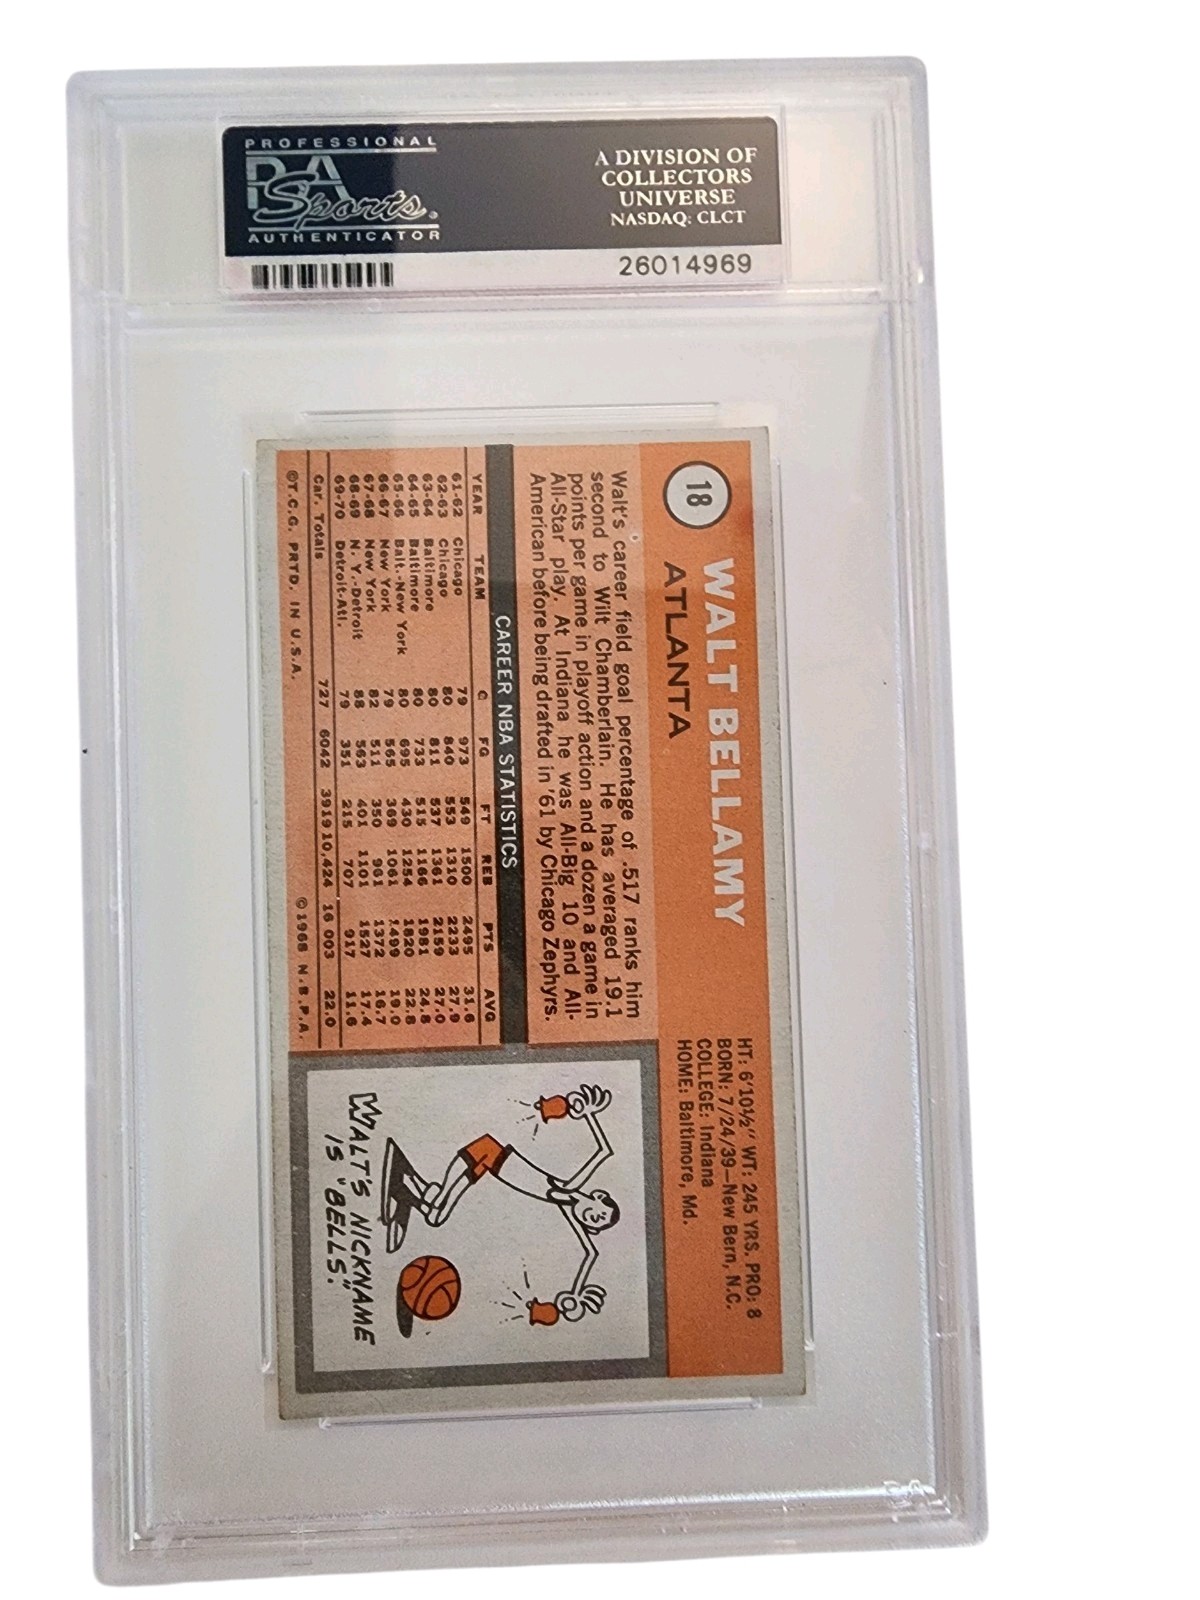 PROFESSIONAL
PSA
Sports
AUTHENTICATOR
A DIVISION OF
COLLECTORS
UNIVERSE
NASDAQ: CLCT
26014969
18
WALT BELLAMY
ATLANTA
HT: 6'10½" WT: 245 YRS. PRO: 8
BORN: 7/24/39—New Bern, N.C.
COLLEGE: Indiana
HOME: Baltimore, Md.
Walt's career field goal percentage of .517 ranks him
second to Wilt Chamberlain. He has averaged 19.1
points per game in playoff action and a dozen a game in
All-Star play. At Indiana he was All-Big 10 and All-
American before being drafted in '61 by Chicago Zephyrs.
CAREER NBA STATISTICS
YEAR TEAM G FG FT REB PTS AVG
61-62 Chicago 79 973 549 1500 2495 31.6
62-63 Chicago 80 840 553 1310 2233 27.9
63-64 Baltimore 80 811 537 1361 2159 27.0
64-65 Baltimore 80 733 515 1166 1981 24.8
65-66 Balt.-New York 80 695 430 1254 1820 22.8
66-67 New York 79 565 369 1061 1499 19.0
67-68 New York 82 511 350 961 1372 16.7
68-69 N. Y.-Detroit 88 563 401 1101 1527 17.4
69-70 Detroit-Atl. 79 351 215 707 917 11.6
Car. Totals 727 6042 3919 10,424 16 003 22.0
©T.C.G. PRTD. IN U.S.A. ©1968 N.B.P.A.
WALT'S NICKNAME
IS "BELLS."